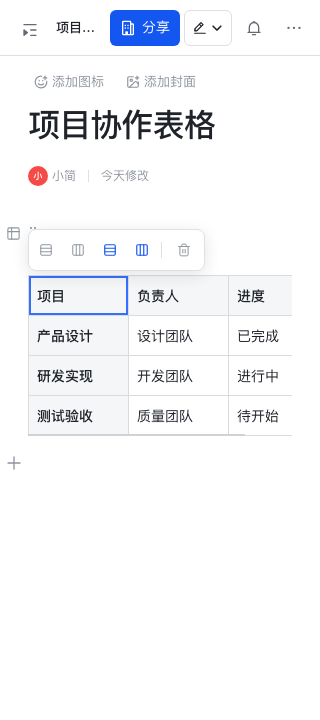 项目... 分享
添加图标 添加封面
项目协作表格
小 小简 今天修改
项目 负责人 进度
产品设计 设计团队 已完成
研发实现 开发团队 进行中
测试验收 质量团队 待开始